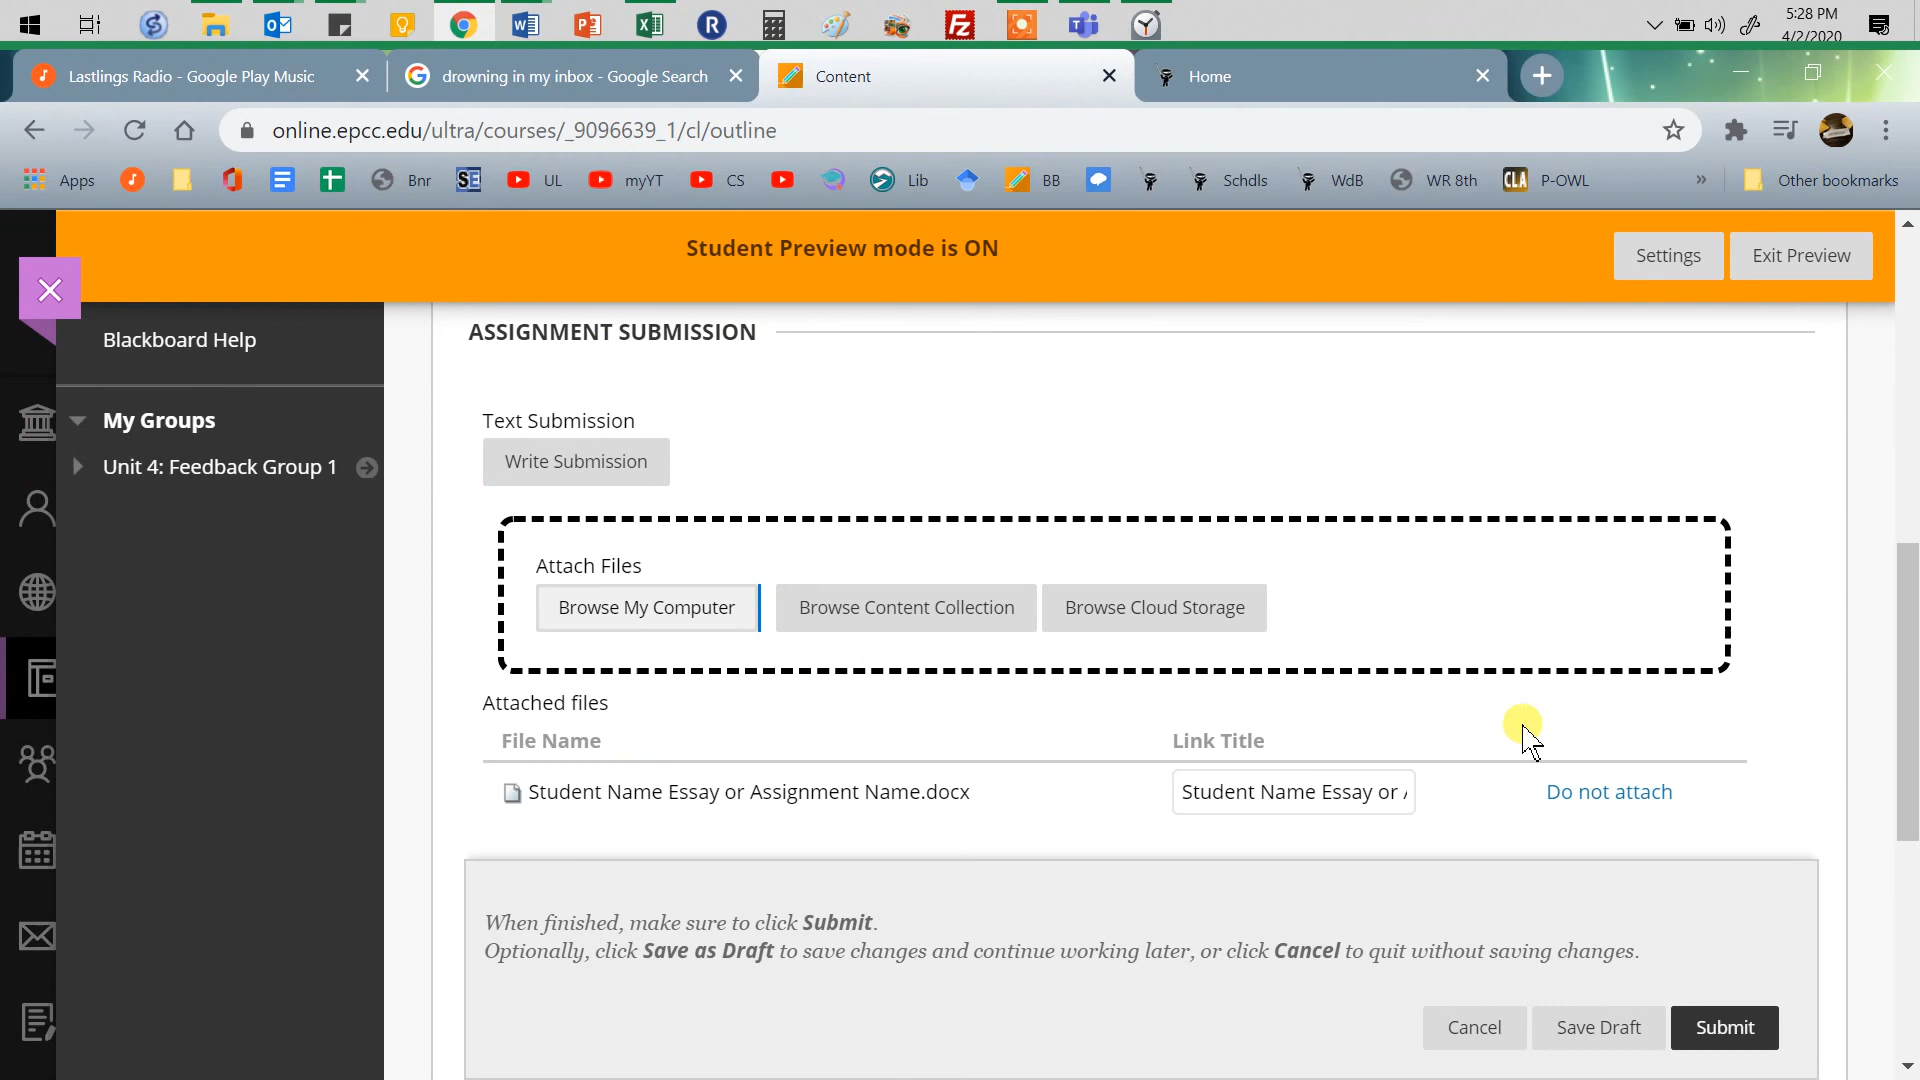 5:28 PM
4/2/2020
Lastlings Radio - Google Play Music
drowning in my inbox - Google Search
Content
Home
online.epcc.edu/ultra/courses/_9096639_1/cl/outline
Apps
Bnr
SE
UL
myYT
CS
Lib
BB
Schdls
WdB
WR 8th
CLA
P-OWL
»
Other bookmarks
Student Preview mode is ON
Settings
Exit Preview
Blackboard Help
My Groups
Unit 4: Feedback Group 1
ASSIGNMENT SUBMISSION
Text Submission
Write Submission
Attach Files
Browse My Computer
Browse Content Collection
Browse Cloud Storage
Attached files
File Name
Link Title
Student Name Essay or Assignment Name.docx
Student Name Essay or
Do not attach
When finished, make sure to click Submit.
Optionally, click Save as Draft to save changes and continue working later, or click Cancel to quit without saving changes.
Cancel
Save Draft
Submit